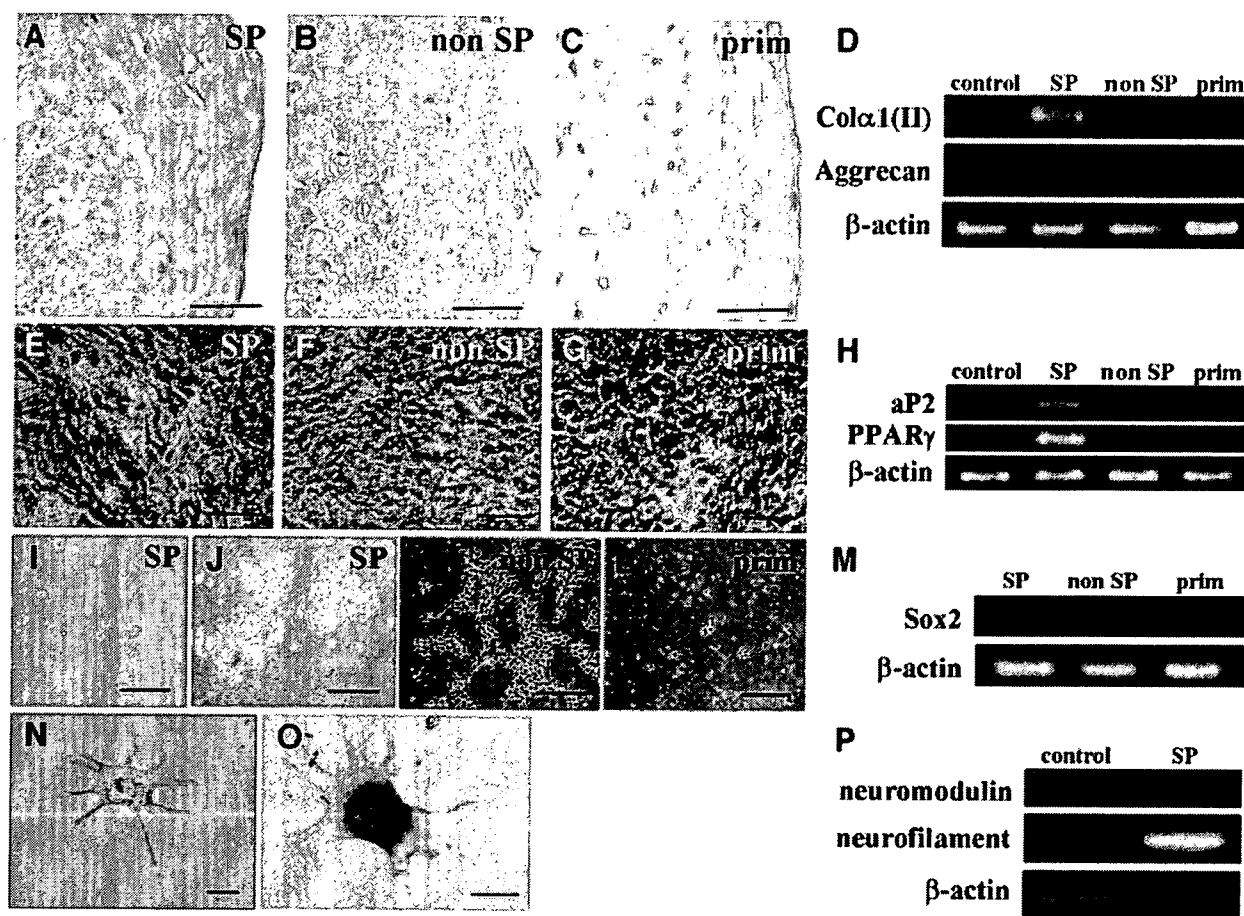 A SP
B non SP
C prim
D
control SP non SP prim
Colα1(II)
Aggrecan
β-actin
E SP
F non SP
G prim
H
control SP non SP prim
aP2
PPARγ
β-actin
I SP
J SP
non SP
prim
M
SP non SP prim
Sox2
β-actin
N
O
P
control SP
neuromodulin
neurofilament
β-actin